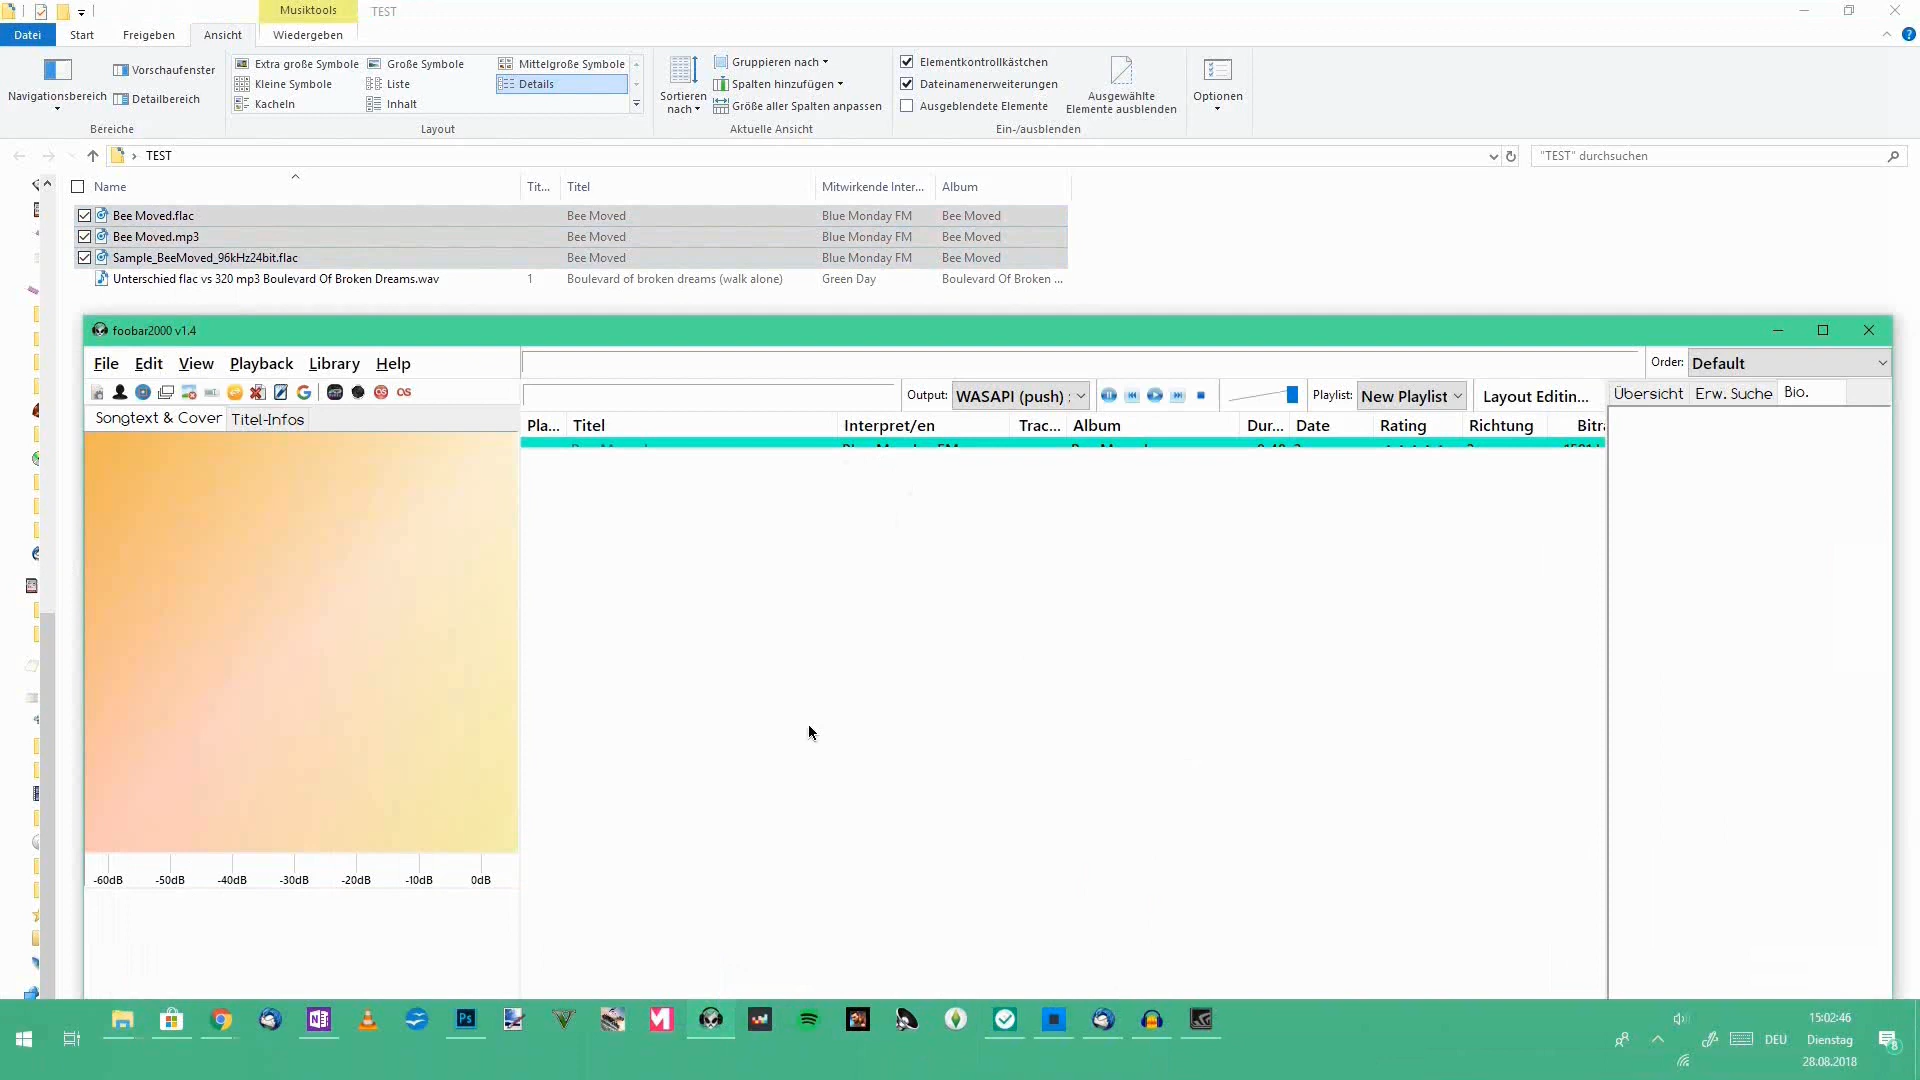 Musiktools TEST
Datei Start Freigeben Ansicht Wiedergeben
Navigationsbereich
Vorschaufenster
Detailbereich
Bereiche
Extra große Symbole Große Symbole Mittelgroße Symbole
Kleine Symbole Liste Details
Kacheln Inhalt
Layout
Sortieren nach
Gruppieren nach
Spalten hinzufügen
Größe aller Spalten anpassen
Aktuelle Ansicht
Elementkontrollkästchen
Dateinamenerweiterungen
Ausgeblendete Elemente
Ausgewählte
Elemente ausblenden
Ein-/ausblenden
Optionen
TEST
"TEST" durchsuchen
Name Tit... Titel Mitwirkende Inter... Album
Bee Moved.flac Bee Moved Blue Monday FM Bee Moved
Bee Moved.mp3 Bee Moved Blue Monday FM Bee Moved
Sample_BeeMoved_96kHz24bit.flac Bee Moved Blue Monday FM Bee Moved
Unterschied flac vs 320 mp3 Boulevard Of Broken Dreams.wav 1 Boulevard of broken dreams (walk alone) Green Day Boulevard Of Broken ...
foobar2000 v1.4
File Edit View Playback Library Help
Order: Default
Output: WASAPI (push) : Playlist: New Playlist Layout Editin...
Übersicht Erw. Suche Bio.
Songtext & Cover Titel-Infos
Pla... Titel Interpret/en Trac... Album Dur... Date Rating Richtung Bitr
-60dB -50dB -40dB -30dB -20dB -10dB 0dB
DEU
15:02:46
Dienstag
28.08.2018
8